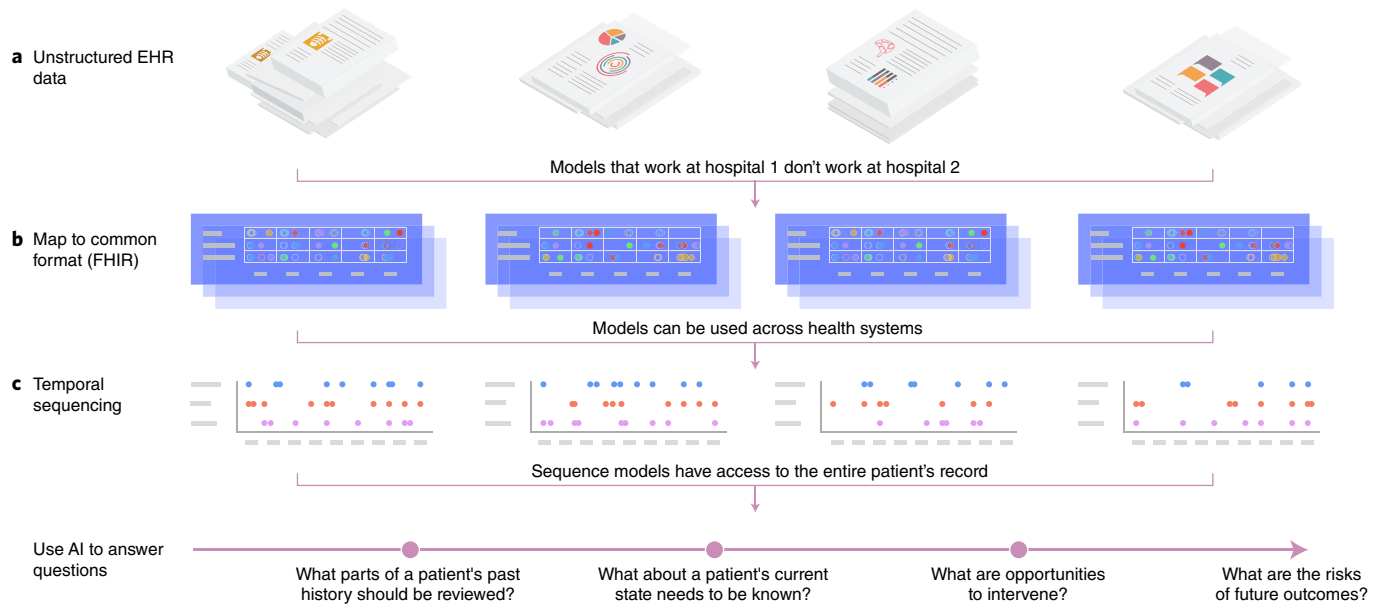 a Unstructured EHR
data
Models that work at hospital 1 don't work at hospital 2
b Map to common
format (FHIR)
Models can be used across health systems
c Temporal
sequencing
Sequence models have access to the entire patient's record
Use AI to answer
questions
What parts of a patient's past
history should be reviewed?
What about a patient's current
state needs to be known?
What are opportunities
to intervene?
What are the risks
of future outcomes?